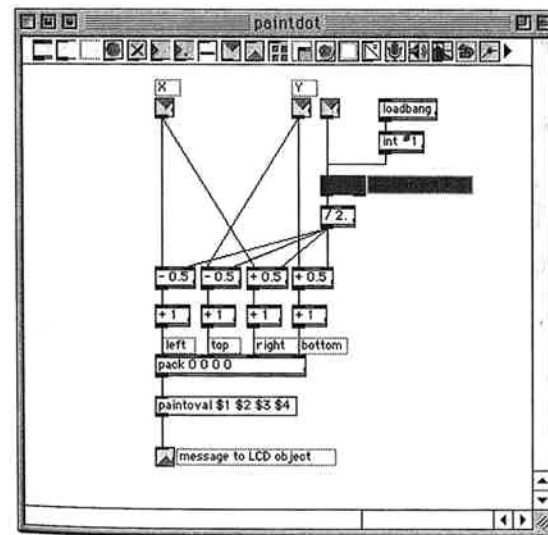 paintdot
X Y
loadbang
int #1
/ 2.
- 0.5 - 0.5 + 0.5 + 0.5
+ 1 + 1 + 1 + 1
left top right bottom
pack 0 0 0 0
paintoval $1 $2 $3 $4
message to LCD object